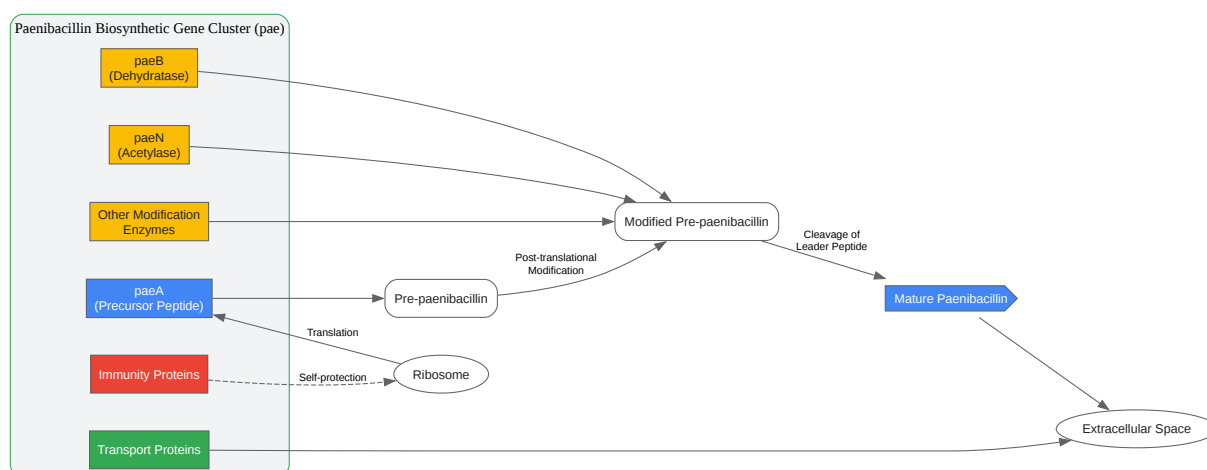 Paenibacillin Biosynthetic Gene Cluster (pae)
paeB
(Dehydratase)
paeN
(Acetylase)
Other Modification
Enzymes
Modified Pre-paenibacillin
Cleavage of
Leader Peptide
Post-translational
Modification
paeA
(Precursor Peptide)
Pre-paenibacillin
Mature Paenibacillin
Translation
Immunity Proteins
Self-protection
Ribosome
Extracellular Space
Transport Proteins